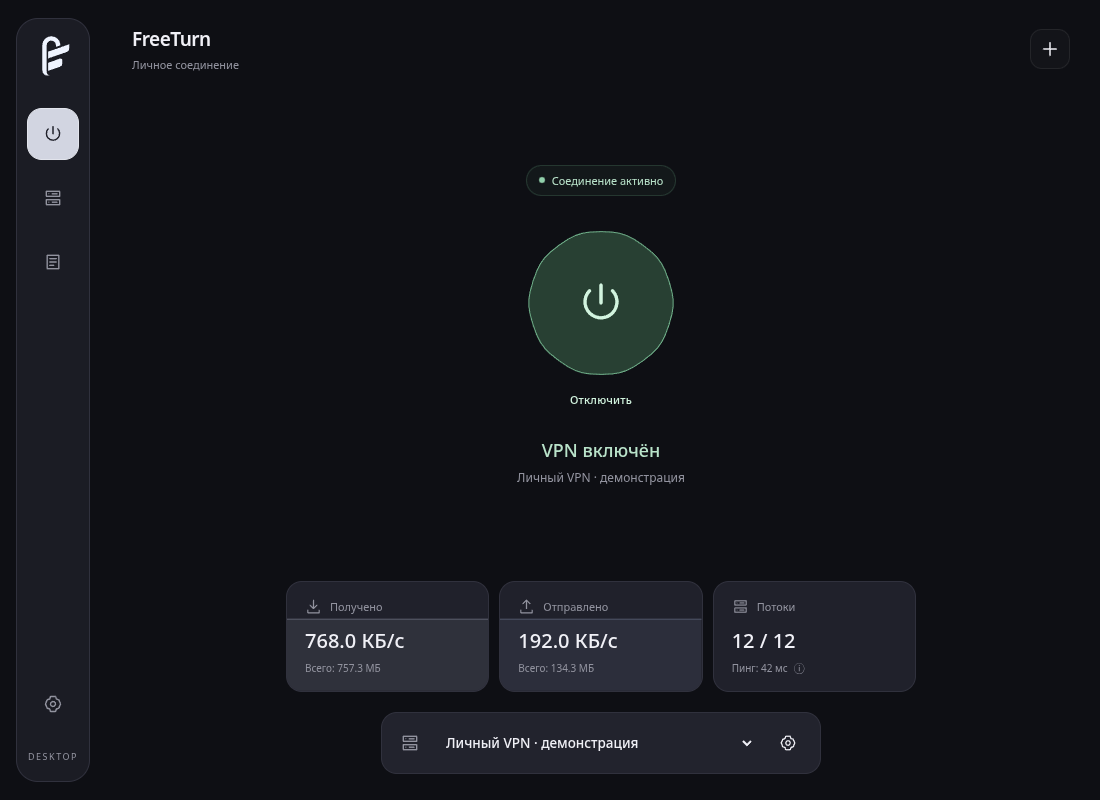 FreeTurn
Личное соединение
Соединение активно
Отключить
VPN включён
Личный VPN · демонстрация
Получено
768.0 КБ/с
Всего: 757.3 МБ
Отправлено
192.0 КБ/с
Всего: 134.3 МБ
Потоки
12 / 12
Пинг: 42 мс
Личный VPN · демонстрация
DESKTOP